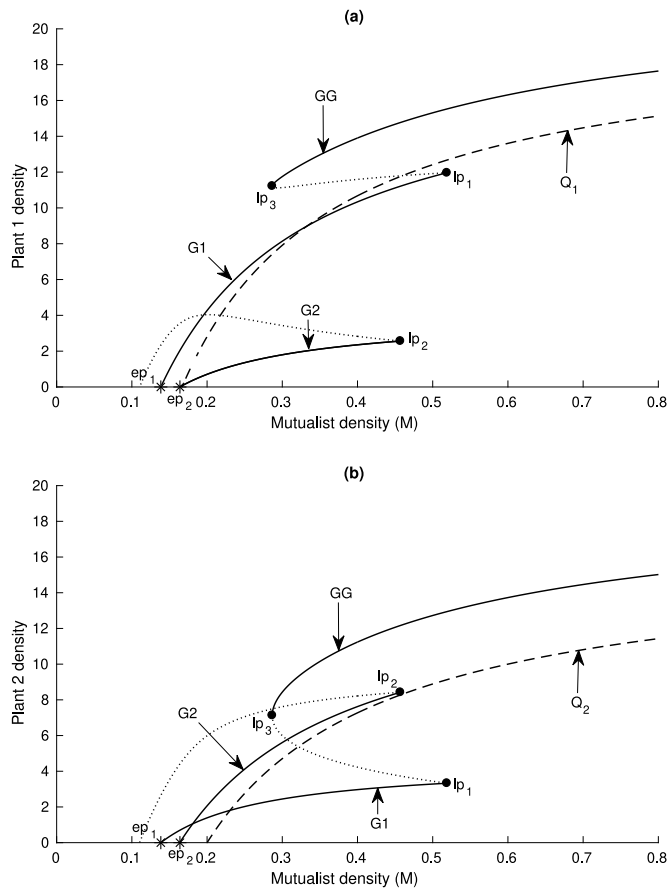 (a)
20
18
16
14
12
10
8
6
4
2
0
Plant 1 density
GG
lp3
lp1
Q1
G1
G2
lp2
ep1
ep2
0 0.1 0.2 0.3 0.4 0.5 0.6 0.7 0.8
Mutualist density (M)
(b)
20
18
16
14
12
10
8
6
4
2
0
Plant 2 density
GG
lp2
G2
lp3
Q2
lp1
G1
ep1
ep2
0 0.1 0.2 0.3 0.4 0.5 0.6 0.7 0.8
Mutualist density (M)